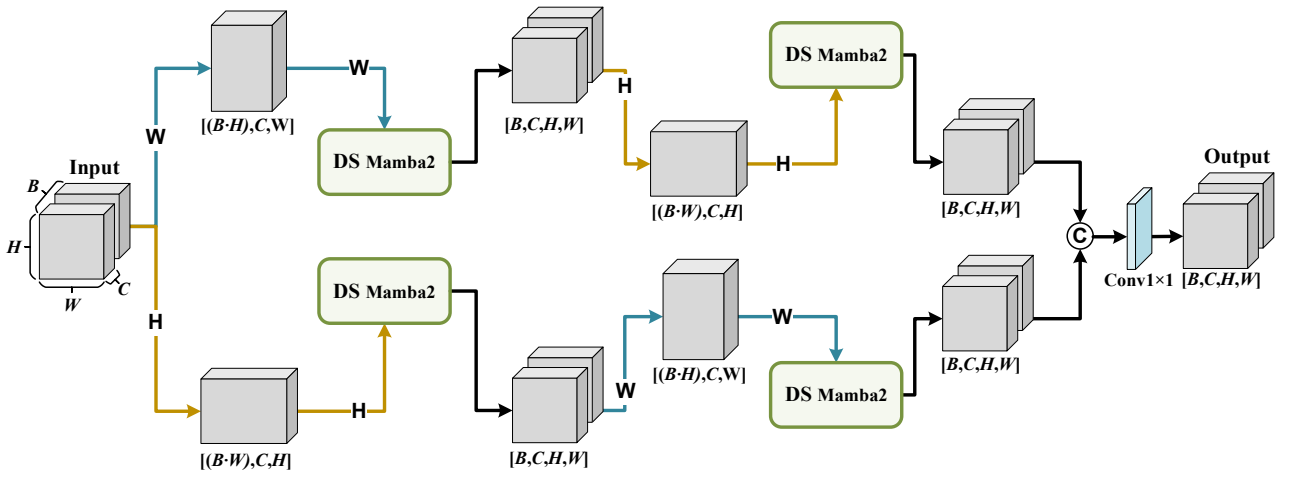 Input
B
H
W
C
W
[(B·H),C,W]
W
DS Mamba2
[B,C,H,W]
H
[(B·W),C,H]
H
DS Mamba2
[B,C,H,W]
H
[(B·W),C,H]
H
DS Mamba2
[B,C,H,W]
W
[(B·H),C,W]
W
DS Mamba2
[B,C,H,W]
C
Conv1×1
Output
[B,C,H,W]